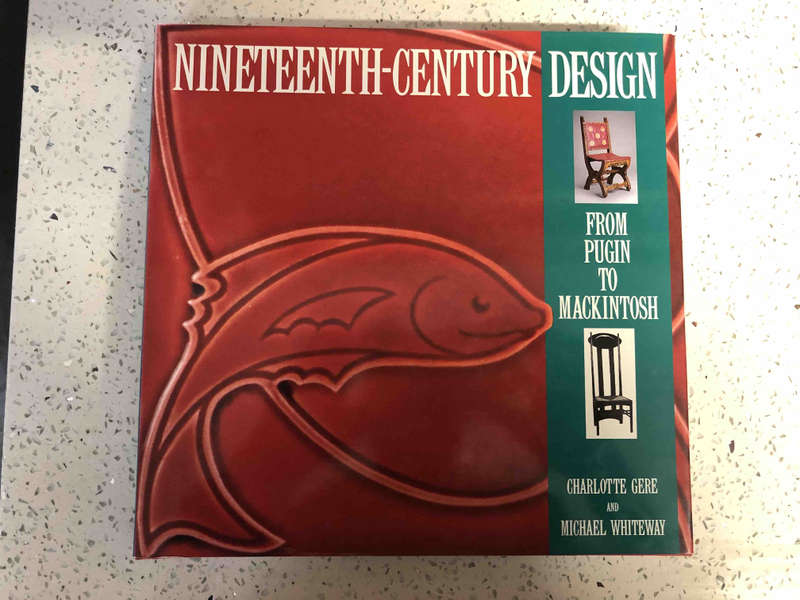 NINETEENTH-CENTURY DESIGN
FROM
PUGIN
TO
MACKINTOSH
CHARLOTTE GERE
AND
MICHAEL WHITEWAY